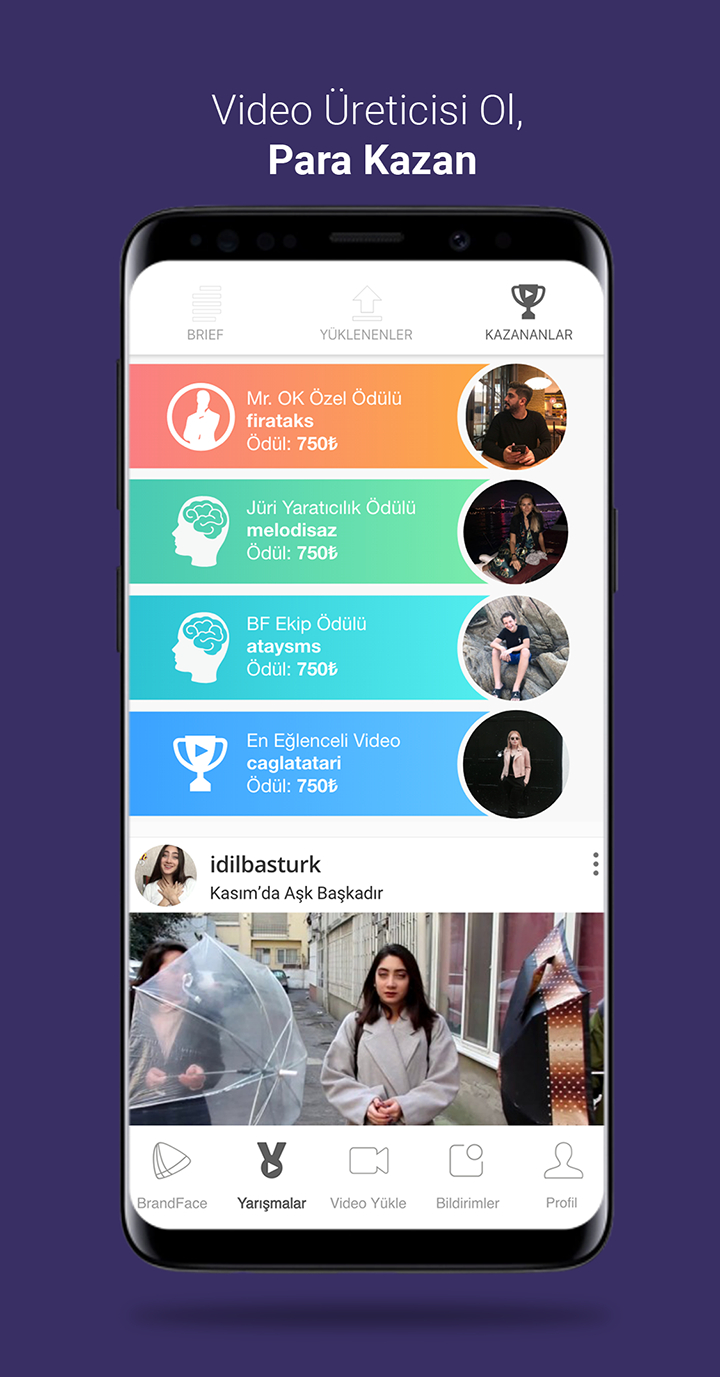 Video Üreticisi Ol,
Para Kazan
BRIEF
YÜKLENENLER
KAZANANLAR
Mr. OK Özel Ödülü
firataks
Ödül: 750₺
Jüri Yaratıcılık Ödülü
melodisaz
Ödül: 750₺
BF Ekip Ödülü
ataysms
Ödül: 750₺
En Eğlenceli Video
caglatatari
Ödül: 750₺
idilbasturk
Kasım’da Aşk Başkadır
BrandFace
Yarışmalar
Video Yükle
Bildirimler
Profil